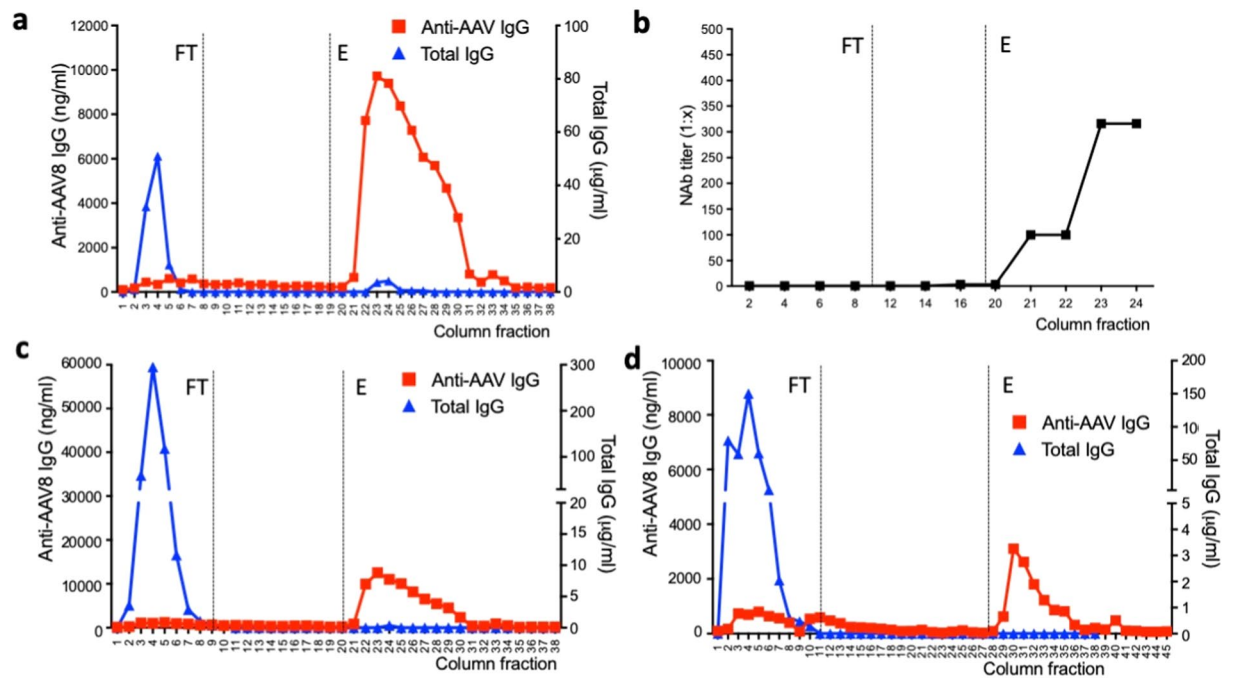 a
Anti-AAV8 IgG (ng/ml)
12000
10000
8000
6000
4000
2000
0
FT
E
Anti-AAV IgG
Total IgG
100
80
60
40
20
0
Total IgG (µg/ml)
1 2 3 4 5 6 7 8 9 10 11 12 13 14 15 16 17 18 19 20 21 22 23 24 25 26 27 28 29 30 31 32 33 34 35 36 37 38
Column fraction
b
NAb titer (1:x)
500
450
400
350
300
250
200
150
100
50
0
FT
E
2 4 6 8 12 14 16 20 21 22 23 24
Column fraction
c
Anti-AAV8 IgG (ng/ml)
60000
50000
40000
30000
20000
10000
0
FT
E
Anti-AAV IgG
Total IgG
300
200
100
20
15
10
5
0
Total IgG (µg/ml)
1 2 3 4 5 6 7 8 9 10 11 12 13 14 15 16 17 18 19 20 21 22 23 24 25 26 27 28 29 30 31 32 33 34 35 36 37 38
Column fraction
d
Anti-AAV8 IgG (ng/ml)
10000
8000
6000
4000
2000
0
FT
E
Anti-AAV IgG
Total IgG
200
150
10
50
5
4
3
2
1
0
Total IgG (µg/ml)
1 2 3 4 5 6 7 8 9 10 11 12 13 14 15 16 17 18 19 20 21 22 23 24 25 26 27 28 29 30 31 32 33 34 35 36 37 38 39 40 41 42 43 44 45
Column fraction